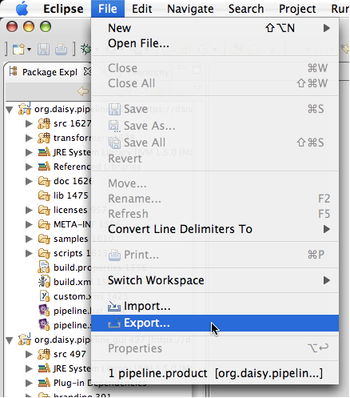 Eclipse File Edit Navigate Search Project Run
New ⇧⌥N
Open File...
Package Expl
Close ⌘W
Close All ⇧⌘W
org.daisy.pip
src 1627
Save ⌘S
transform
Save As...
JRE System
Save All ⇧⌘S
Referenc
Revert
doc 1626
lib 1475
Move...
licenses
Rename... F2
META-IN
Refresh F5
samples
Convert Line Delimiters To
scripts 1
Print... ⌘P
build.pro
build.xm
Switch Workspace
custom.x
pipeline.
Import...
pipeline.
Export...
org.daisy.pip
Properties ⌥↩
src 497
JRE System
1 pipeline.product [org.daisy.pipelin...]
Plug-in Dependencies
branding 391